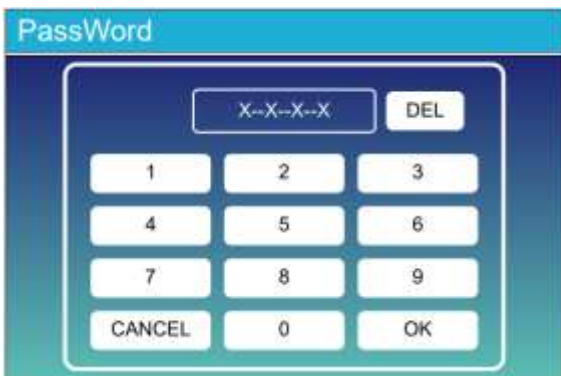 PassWord
X--X--X--X DEL
1 2 3
4 5 6
7 8 9
CANCEL 0 OK